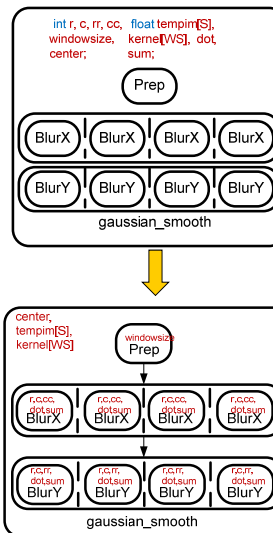 int r, c, rr, cc, float tempim[S],
windowsize, kernel[WS], dot,
center; sum;
Prep
BlurX BlurX BlurX BlurX
BlurY BlurY BlurY BlurY
gaussian_smooth
center,
tempim[S],
kernel[WS]
windowsize
Prep
r,c,cc, r,c,cc, r,c,cc, r,c,cc,
dot,sum dot,sum dot,sum dot,sum
BlurX BlurX BlurX BlurX
r,c,rr, r,c,rr, r,c,rr, r,c,rr,
dot,sum dot,sum dot,sum dot,sum
BlurY BlurY BlurY BlurY
gaussian_smooth